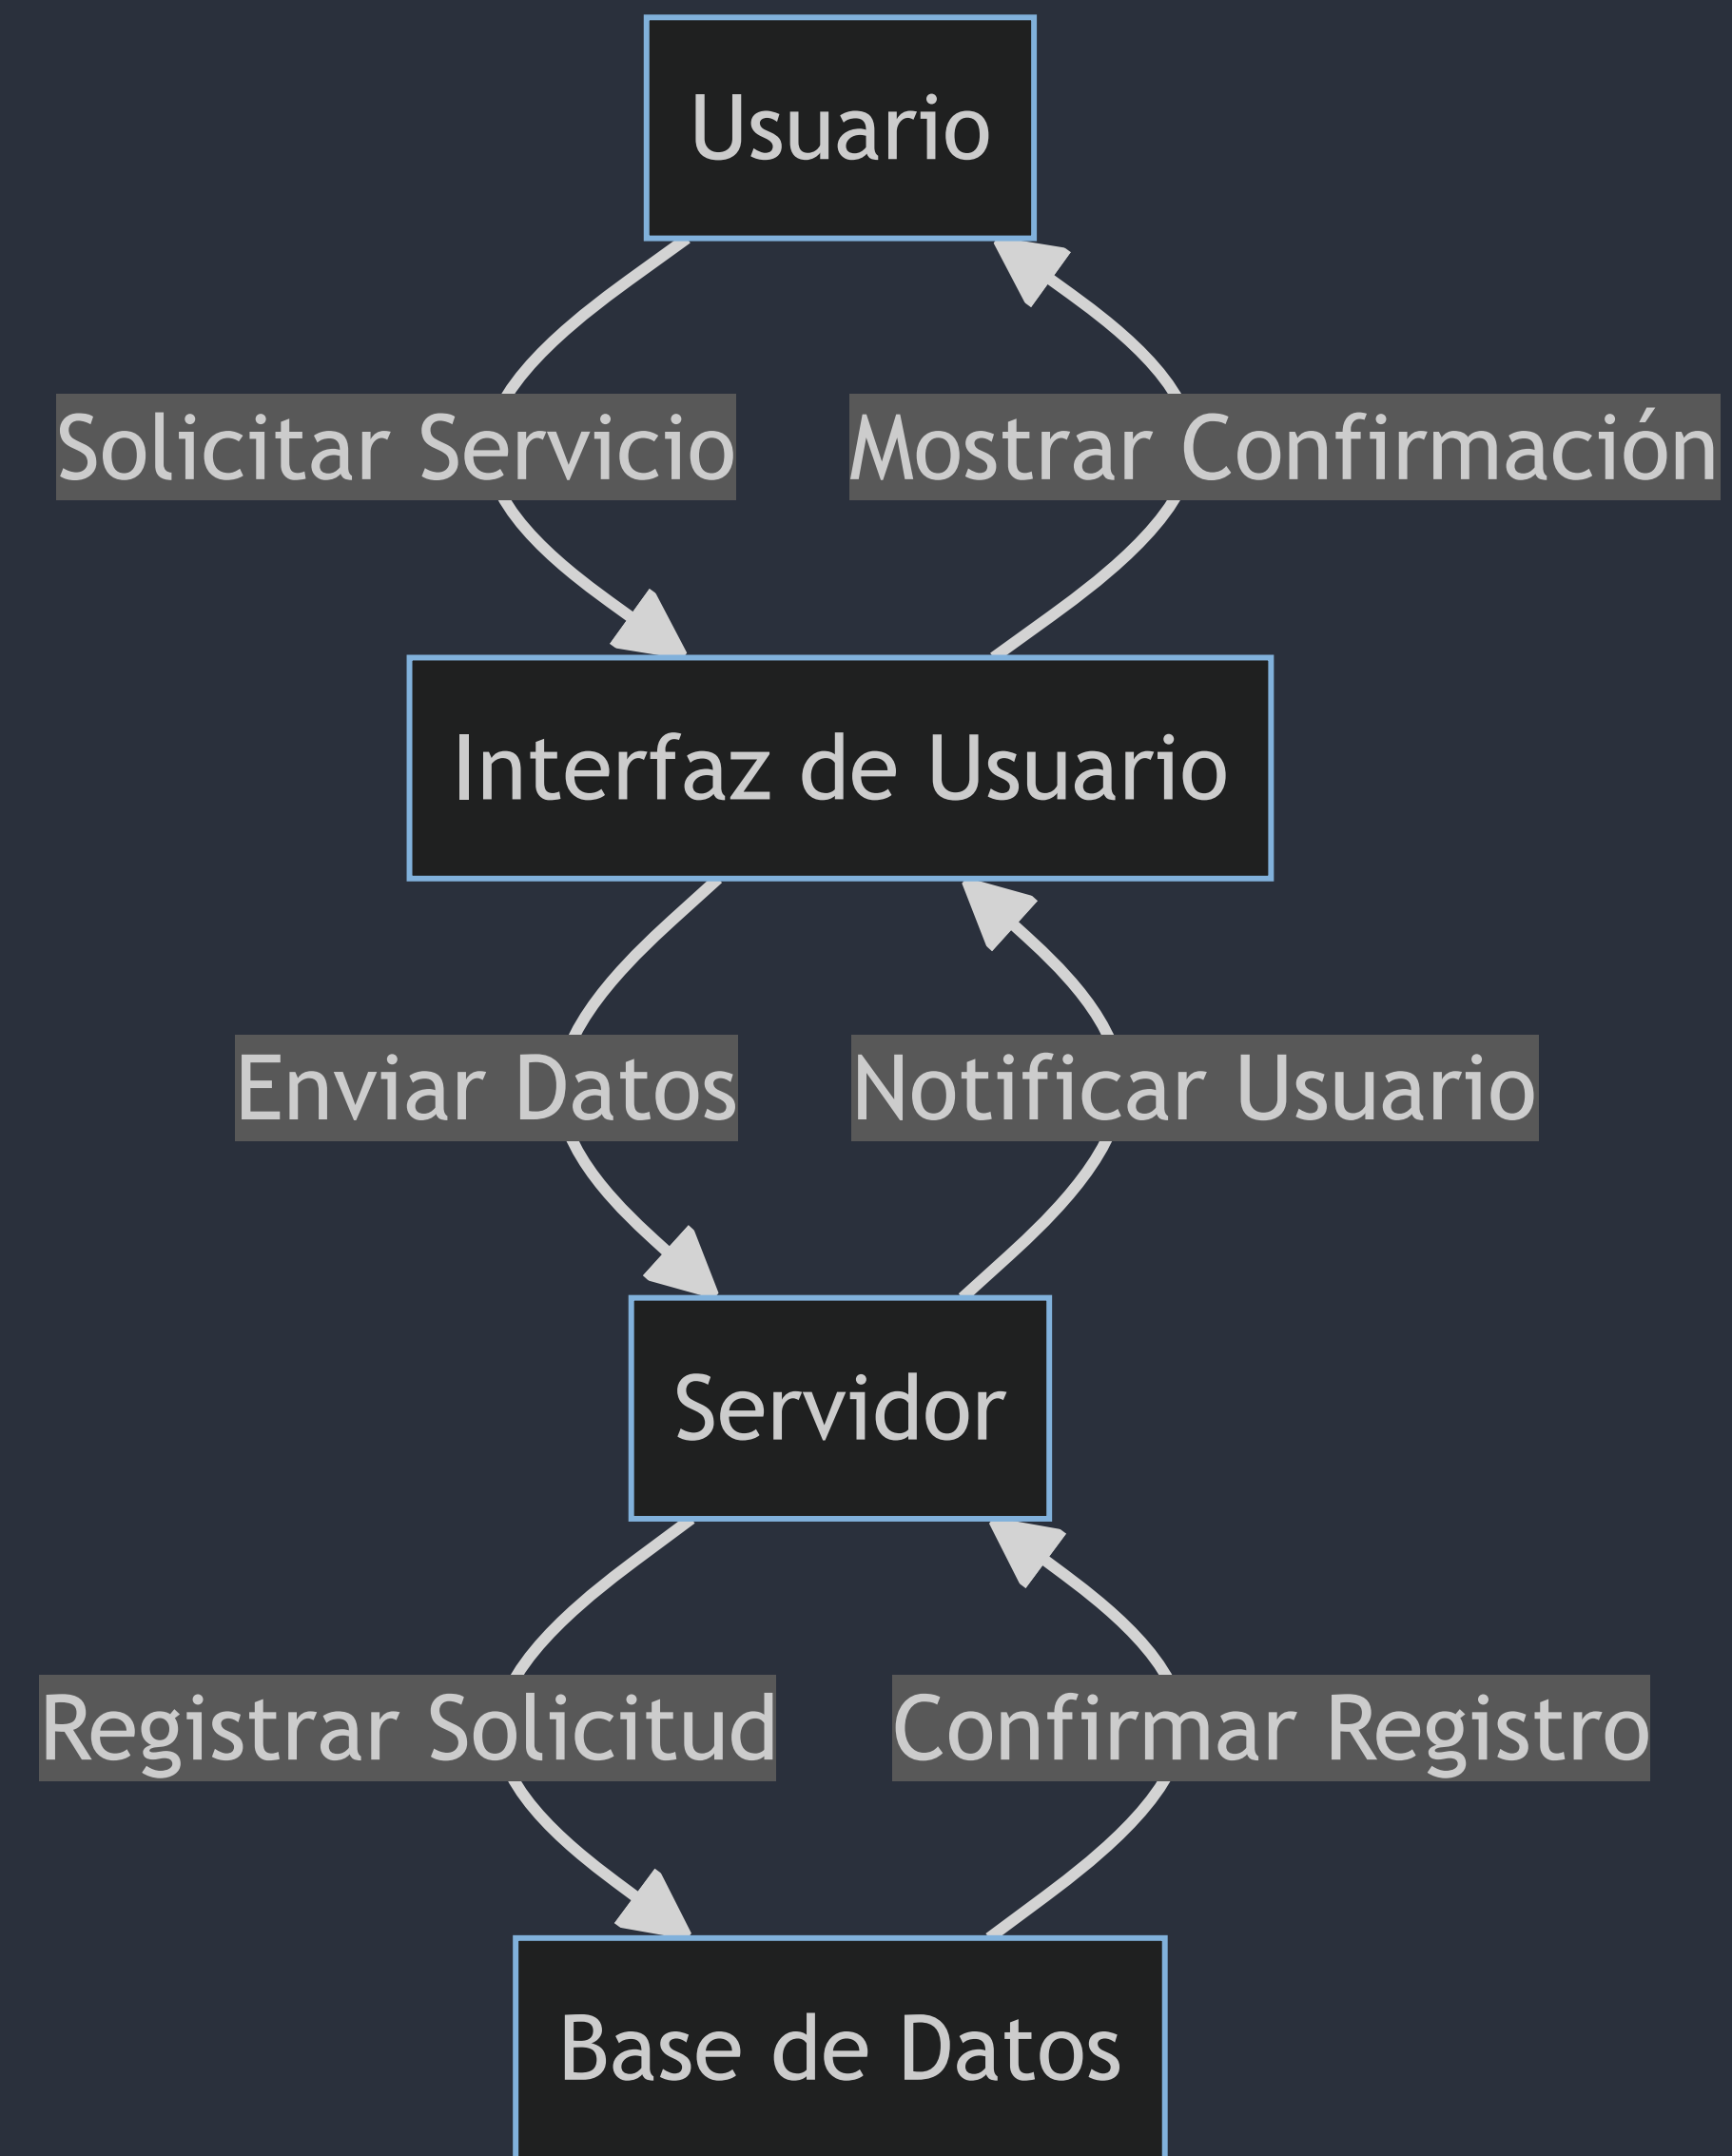 Usuario
Solicitar Servicio
Mostrar Confirmación
Interfaz de Usuario
Enviar Datos
Notificar Usuario
Servidor
Registrar Solicitud
Confirmar Registro
Base de Datos